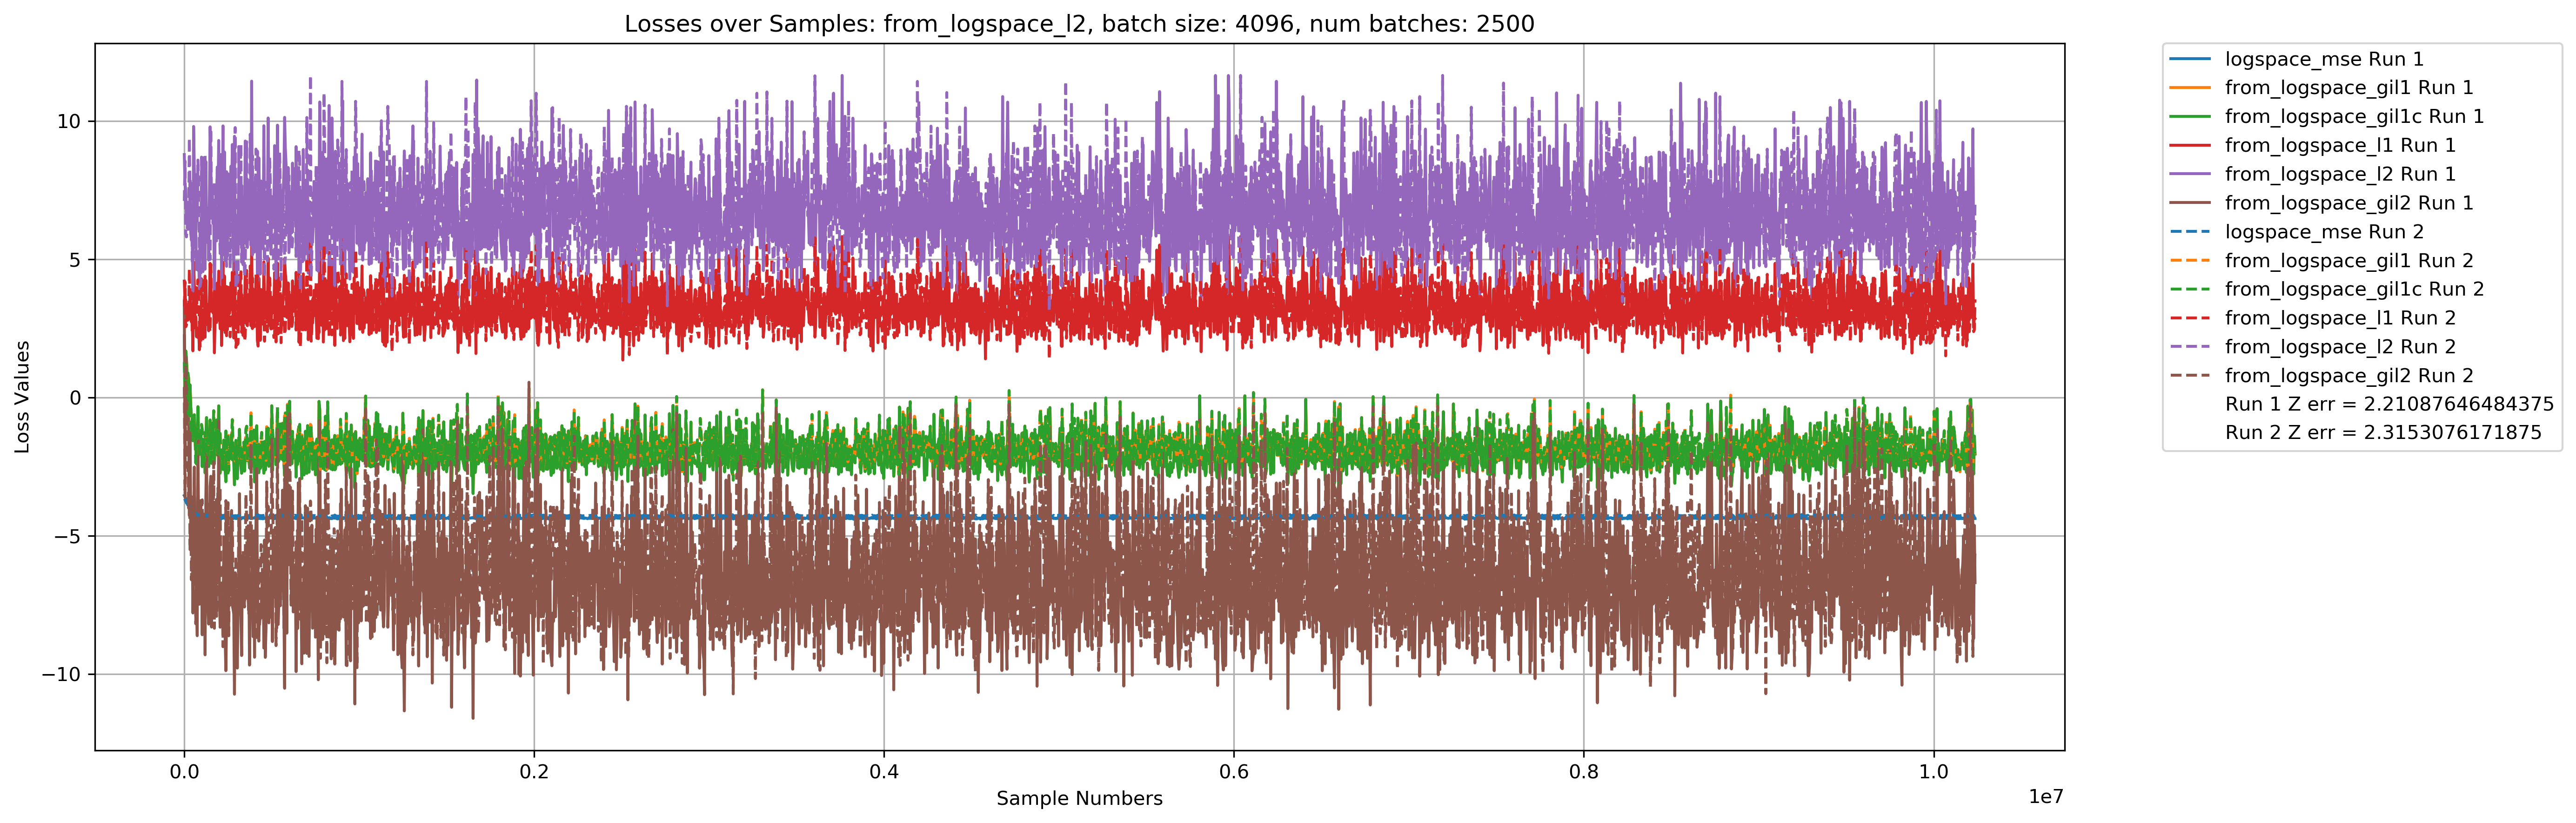 Losses over Samples: from_logspace_l2, batch size: 4096, num batches: 2500
Loss Values
10
5
0
−5
−10
0.0
0.2
0.4
0.6
0.8
1.0
1e7
Sample Numbers
logspace_mse Run 1
from_logspace_gil1 Run 1
from_logspace_gil1c Run 1
from_logspace_l1 Run 1
from_logspace_l2 Run 1
from_logspace_gil2 Run 1
logspace_mse Run 2
from_logspace_gil1 Run 2
from_logspace_gil1c Run 2
from_logspace_l1 Run 2
from_logspace_l2 Run 2
from_logspace_gil2 Run 2
Run 1 Z err = 2.21087646484375
Run 2 Z err = 2.3153076171875